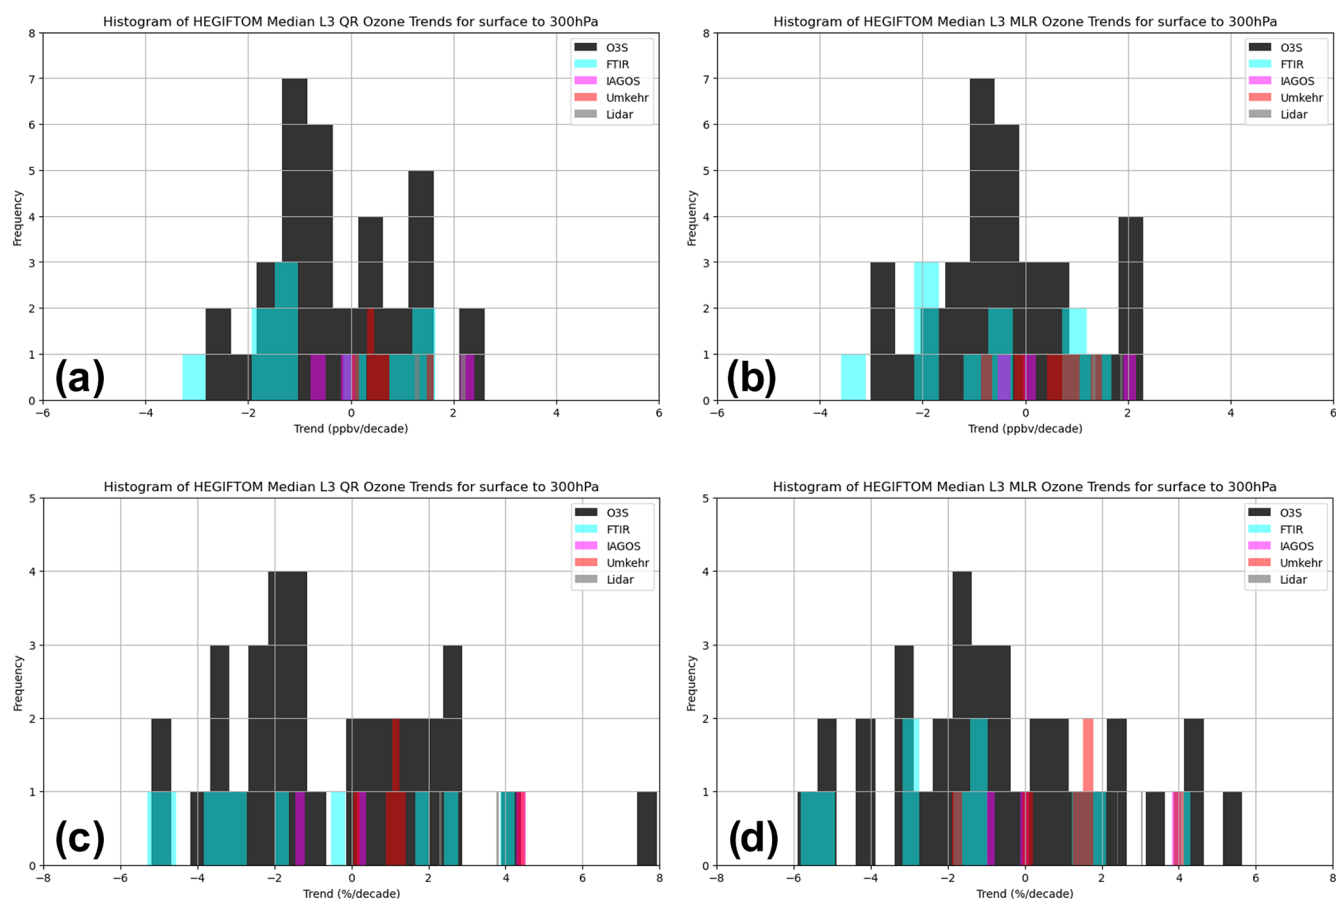 Histogram of HEGIFTOM Median L3 QR Ozone Trends for surface to 300hPa
8
7
6
5
4
3
2
1
0
Frequency
O3S
FTIR
IAGOS
Umkehr
Lidar
(a)
−6 −4 −2 0 2 4 6
Trend (ppbv/decade)
Histogram of HEGIFTOM Median L3 MLR Ozone Trends for surface to 300hPa
8
7
6
5
4
3
2
1
0
Frequency
O3S
FTIR
IAGOS
Umkehr
Lidar
(b)
−6 −4 −2 0 2 4 6
Trend (ppbv/decade)
Histogram of HEGIFTOM Median L3 QR Ozone Trends for surface to 300hPa
5
4
3
2
1
0
Frequency
O3S
FTIR
IAGOS
Umkehr
Lidar
(c)
−8 −6 −4 −2 0 2 4 6 8
Trend (%/decade)
Histogram of HEGIFTOM Median L3 MLR Ozone Trends for surface to 300hPa
5
4
3
2
1
0
Frequency
O3S
FTIR
IAGOS
Umkehr
Lidar
(d)
−8 −6 −4 −2 0 2 4 6 8
Trend (%/decade)